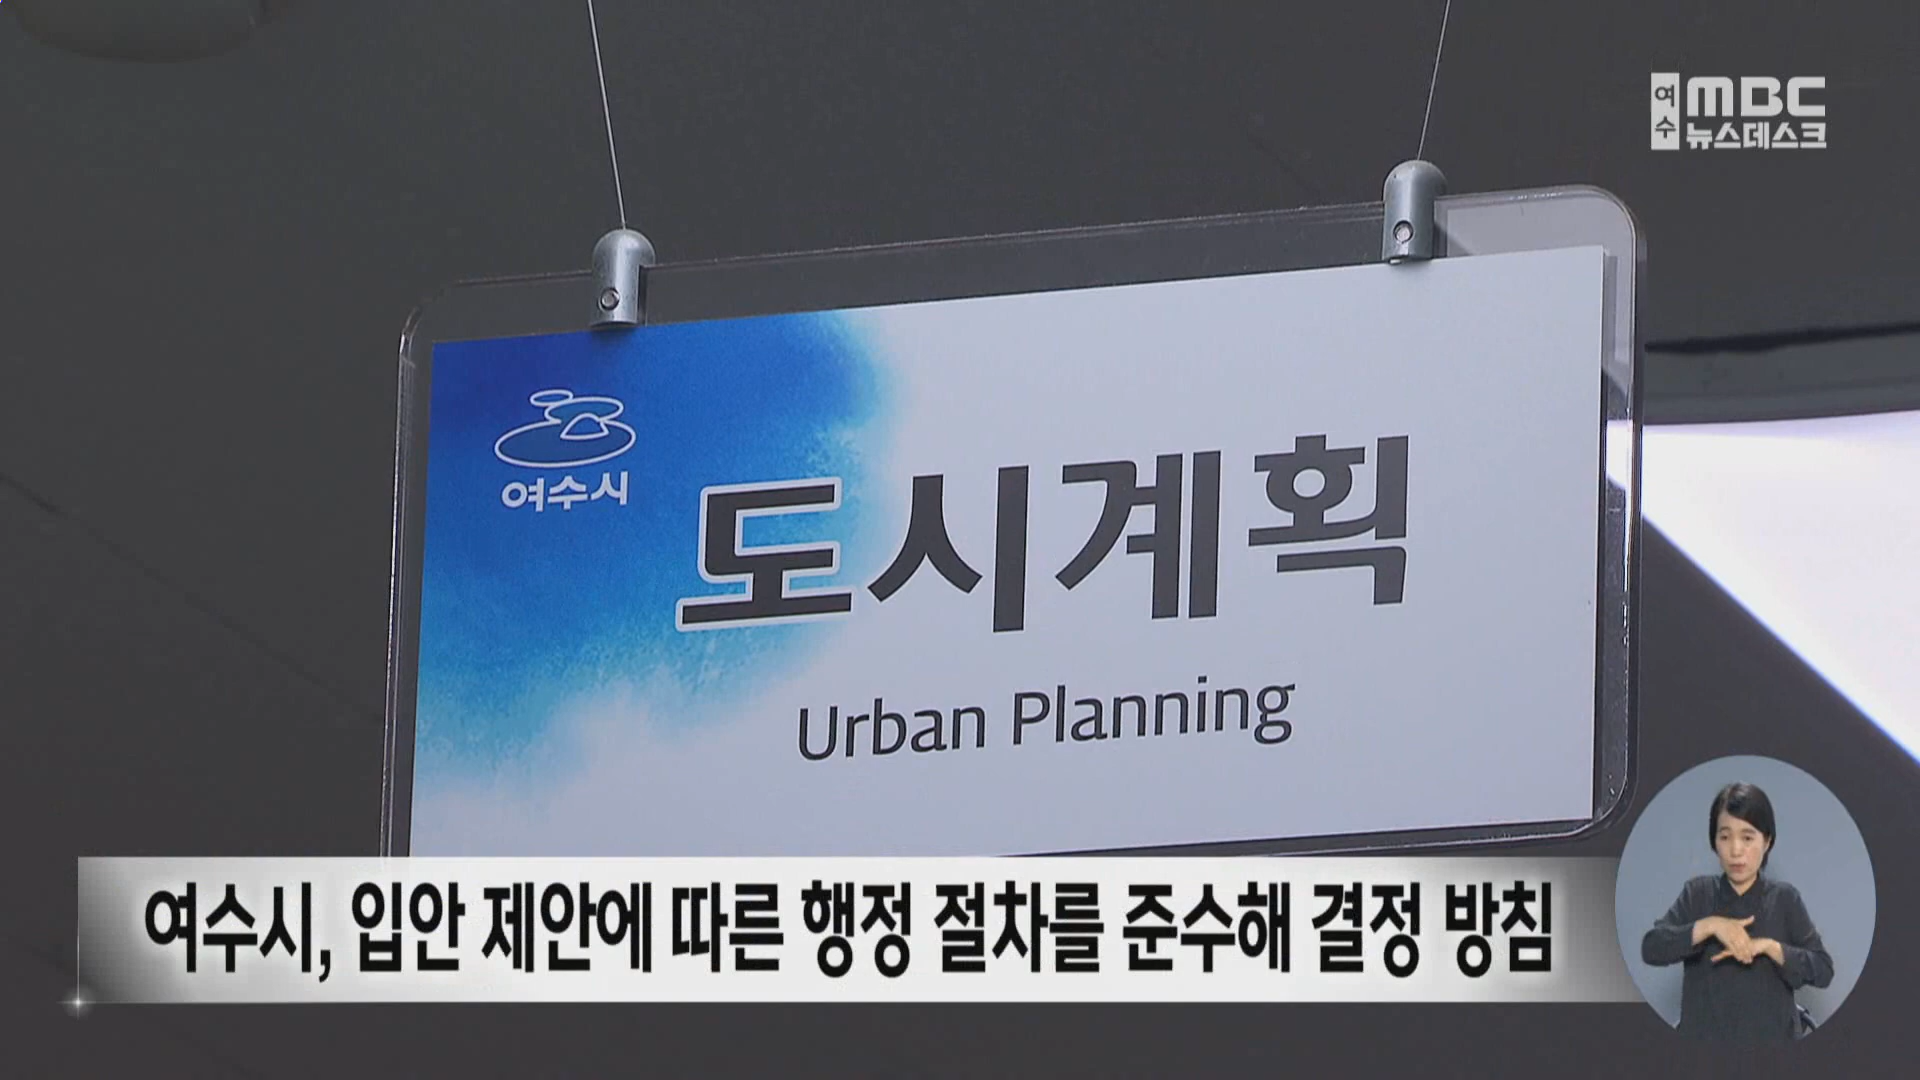 여수 MBC
뉴스데스크
여수시
도시계획
Urban Planning
여수시, 입안 제안에 따른 행정 절차를 준수해 결정 방침